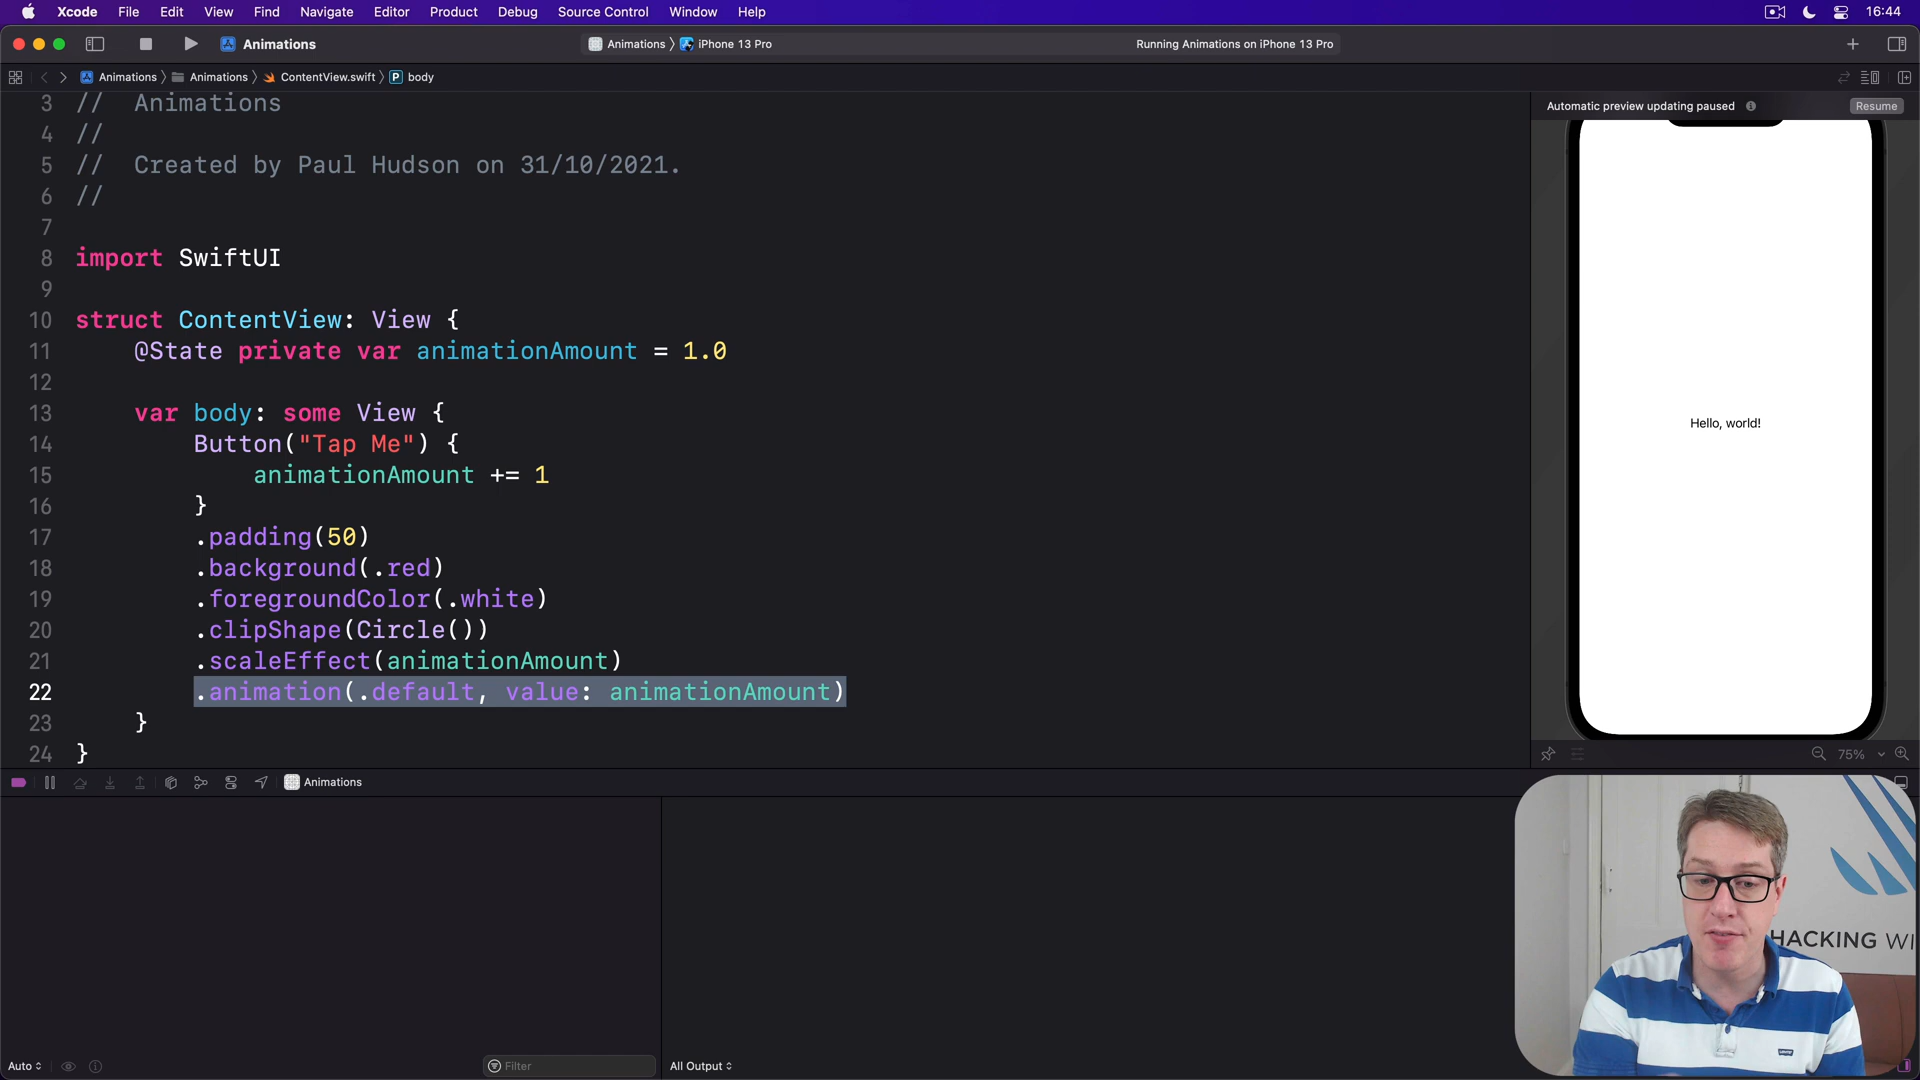 Xcode File Edit View Find Navigate Editor Product Debug Source Control Window Help 16:44
Animations
Animations iPhone 13 Pro
Running Animations on iPhone 13 Pro
Animations Animations ContentView.swift P body
Automatic preview updating paused Resume
3 // Animations
4 //
5 // Created by Paul Hudson on 31/10/2021.
6 //
7
8 import SwiftUI
9
10 struct ContentView: View {
11 @State private var animationAmount = 1.0
12
13 var body: some View {
14 Button("Tap Me") {
15 animationAmount += 1
16 }
17 .padding(50)
18 .background(.red)
19 .foregroundColor(.white)
20 .clipShape(Circle())
21 .scaleEffect(animationAmount)
22 .animation(.default, value: animationAmount)
23 }
24 }
Hello, world!
75%
Animations
HACKING WI
Auto
Filter
All Output